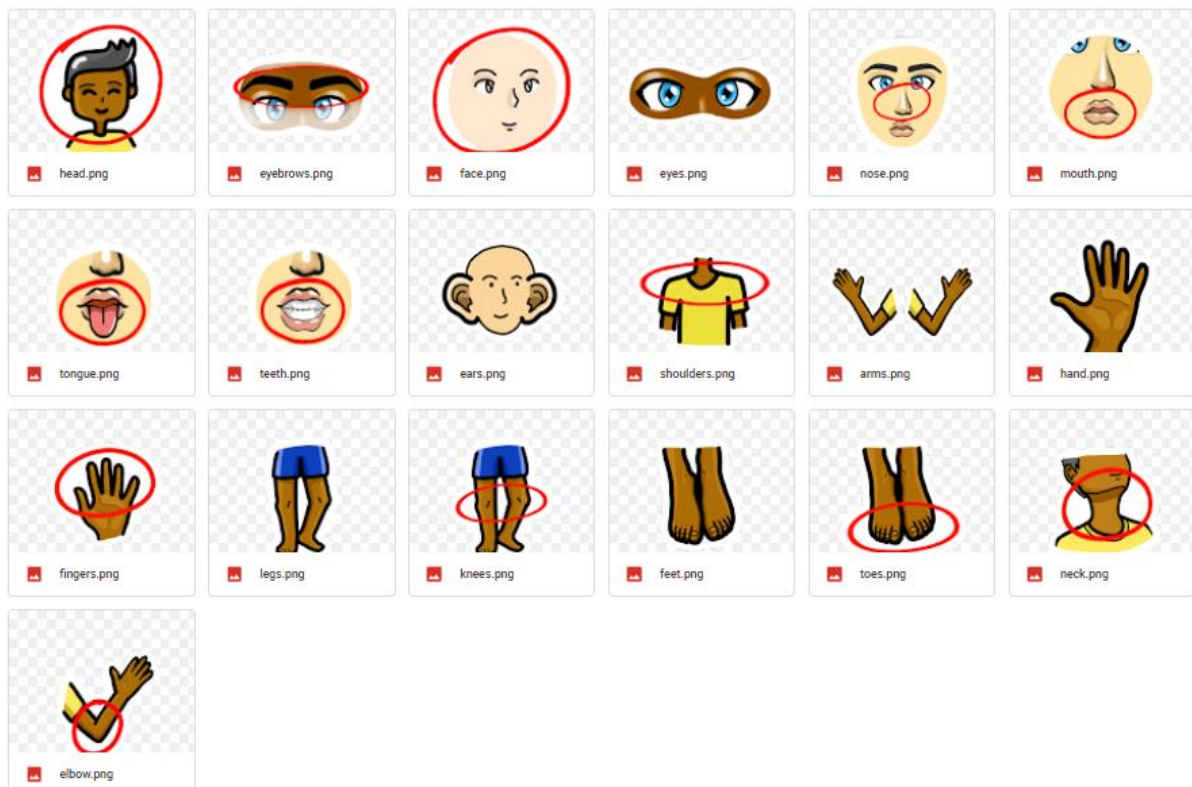 head.png
eyebrows.png
face.png
eyes.png
nose.png
mouth.png
tongue.png
teeth.png
ears.png
shoulders.png
arms.png
hand.png
fingers.png
legs.png
knees.png
feet.png
toes.png
neck.png
elbow.png